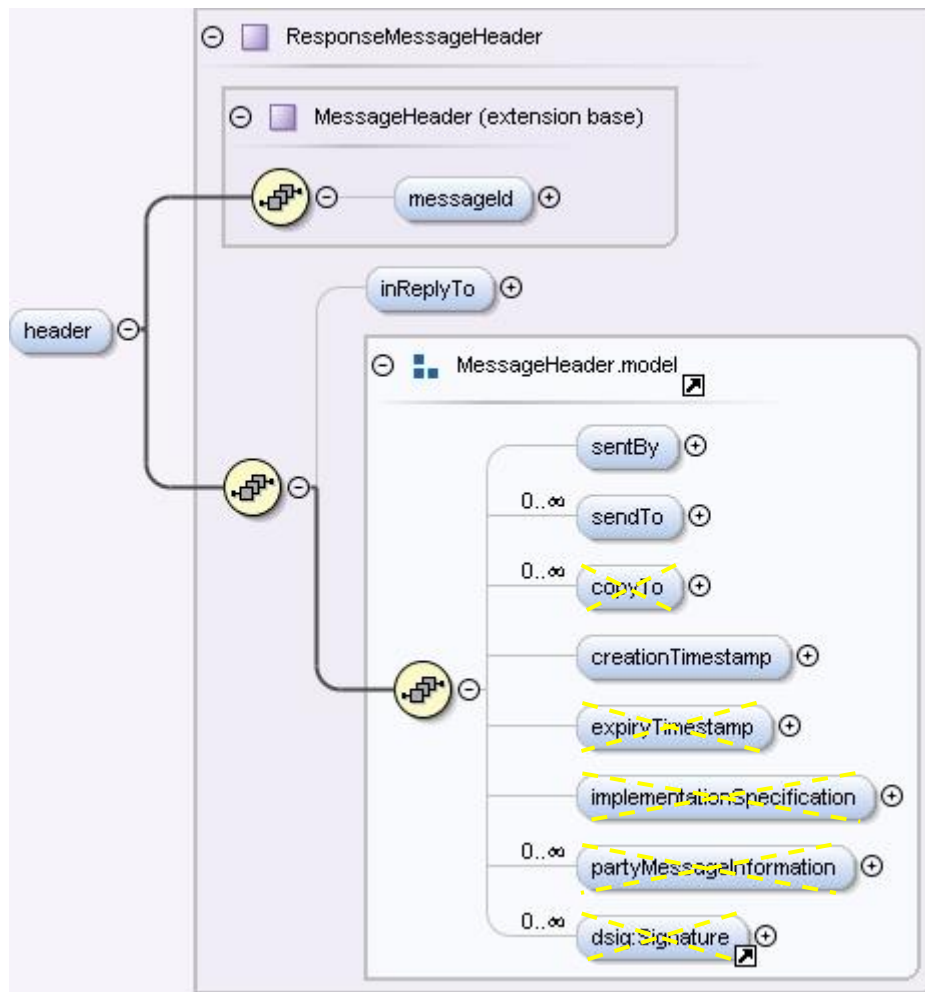 ResponseMessageHeader
MessageHeader (extension base)
messageId
inReplyTo
header
MessageHeader.model
sentBy
0..∞
sendTo
0..∞
copyTo
creationTimestamp
expiryTimestamp
implementationSpecification
0..∞
partyMessageInformation
0..∞
dsig:Signature